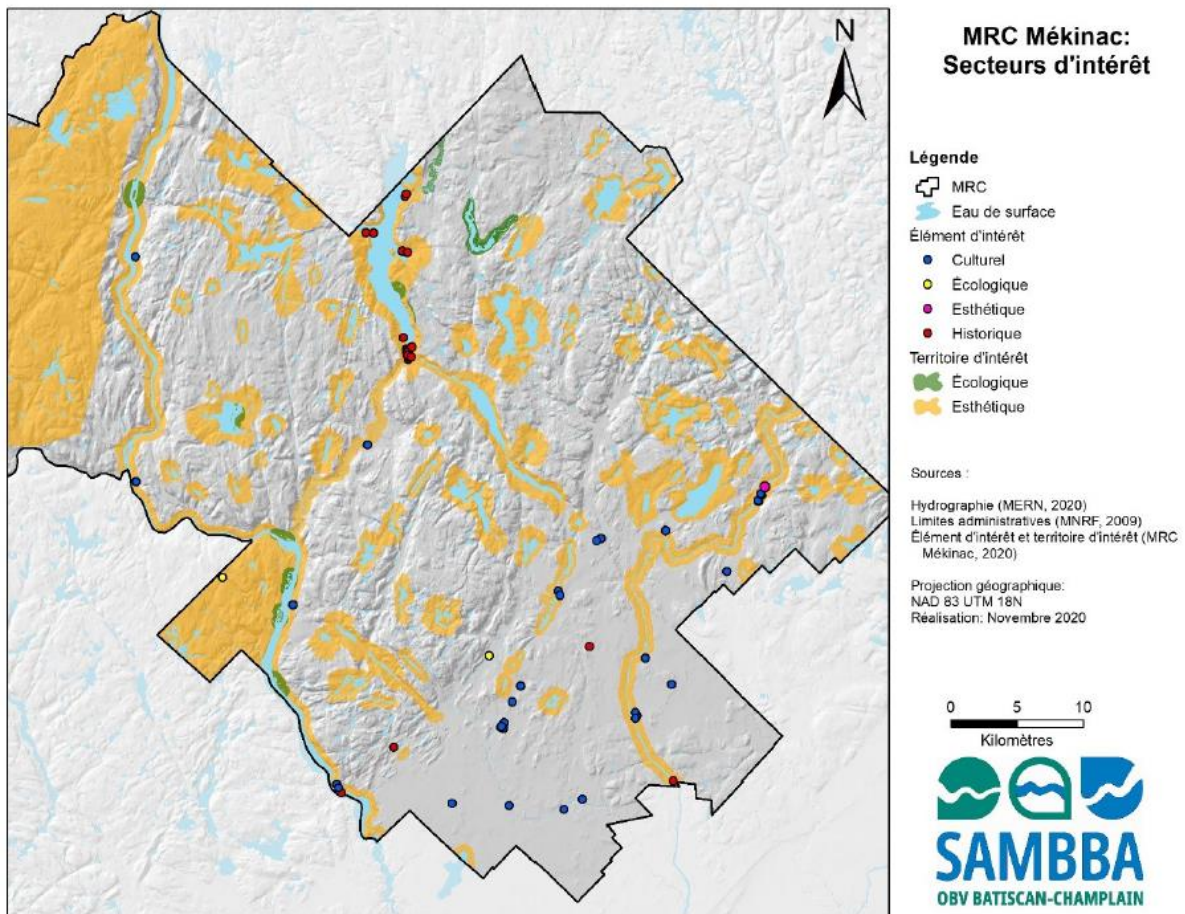 N
MRC Mékinac:
Secteurs d'intérêt
Légende
MRC
Eau de surface
Élément d'intérêt
Culturel
Écologique
Esthétique
Historique
Territoire d'intérêt
Écologique
Esthétique
Sources :
Hydrographie (MERN, 2020)
Limites administratives (MNRF, 2009)
Élément d'intérêt et territoire d'intérêt (MRC
Mékinac, 2020)
Projection géographique:
NAD 83 UTM 18N
Réalisation: Novembre 2020
0 5 10
Kilomètres
SAMBBA
OBV BATISCAN-CHAMPLAIN